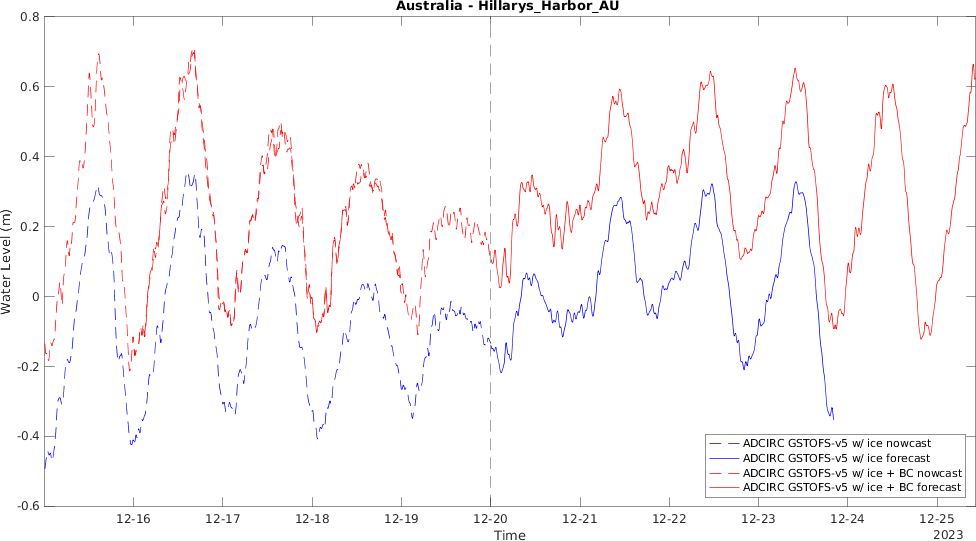 Australia - Hillarys_Harbor_AU
Water Level (m)
0.8
0.6
0.4
0.2
0
-0.2
-0.4
-0.6
12-16
12-17
12-18
12-19
12-20
12-21
12-22
12-23
12-24
12-25
Time
2023
ADCIRC GSTOFS-v5 w/ ice nowcast
ADCIRC GSTOFS-v5 w/ ice forecast
ADCIRC GSTOFS-v5 w/ ice + BC nowcast
ADCIRC GSTOFS-v5 w/ ice + BC forecast